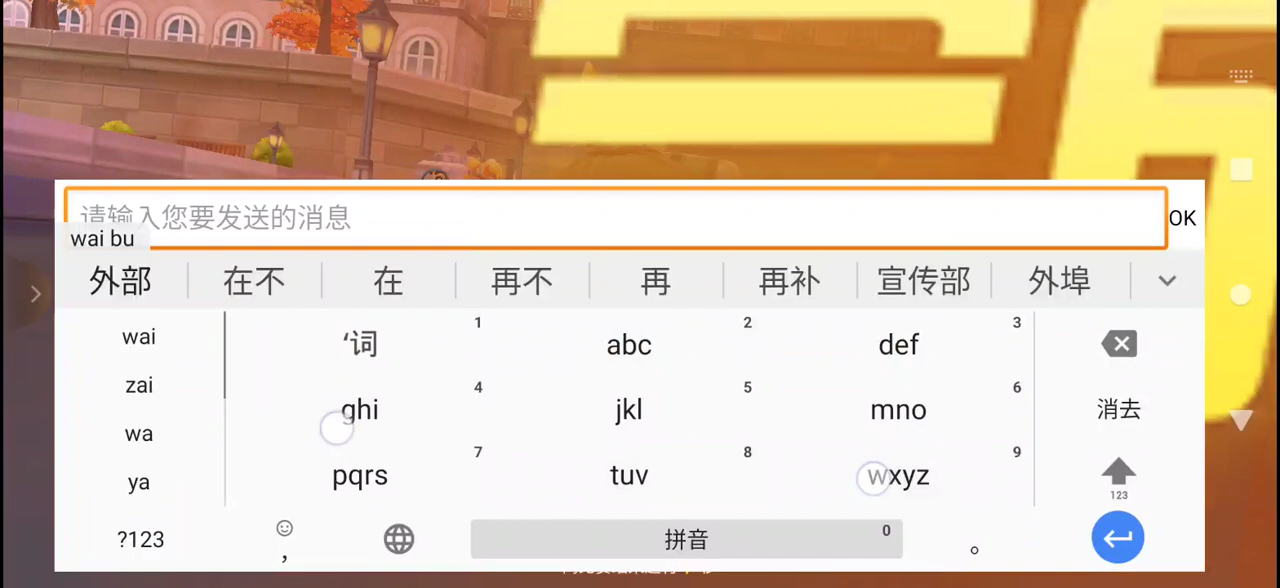 请输入您要发送的消息
OK
wai bu
外部 在不 在 再不 再 再补 宣传部 外埠
wai
zai
wa
ya
‘词 1
abc 2
def 3
ghi 4
jkl 5
mno 6
消去
pqrs 7
tuv 8
wxyz 9
123
?123
,
拼音 0
。